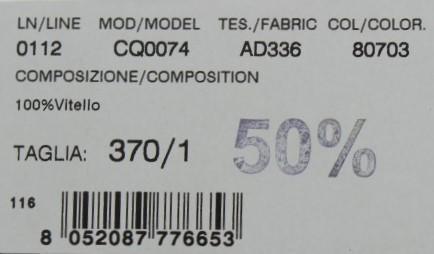 LN/LINE MOD/MODEL TES./FABRIC COL/COLOR.
0112 CQ0074 AD336 80703
COMPOSIZIONE/COMPOSITION
100%Vitello
TAGLIA: 370/1 50%
116
8 052087 776653